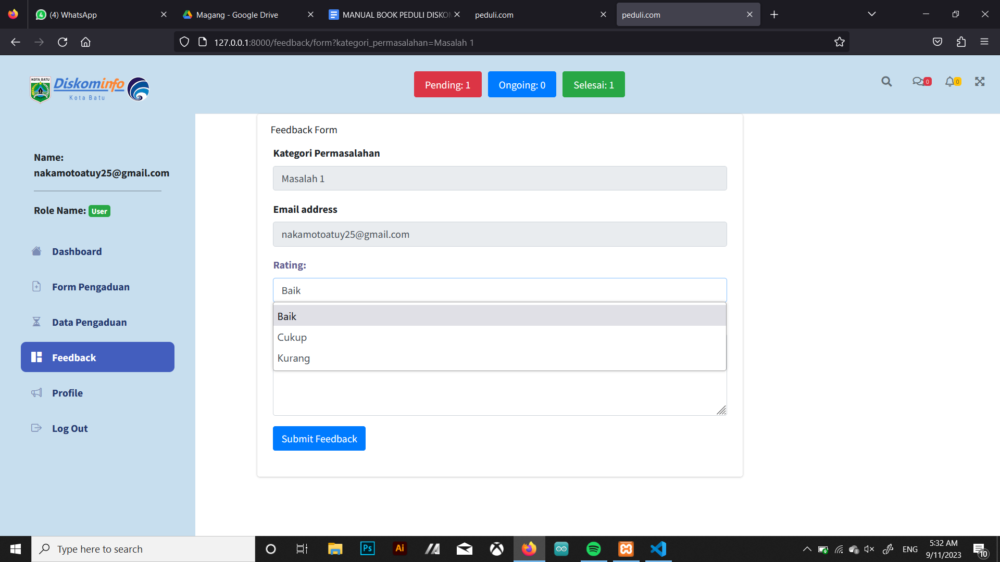 (4) WhatsApp
Magang - Google Drive
MANUAL BOOK PEDULI DISKO
peduli.com
peduli.com
127.0.0.1:8000/feedback/form?kategori_permasalahan=Masalah 1
KOTA BATU
Diskominfo
Kota Batu
Pending: 1
Ongoing: 0
Selesai: 1
0
0
Name:
nakamotoatuy25@gmail.com
Role Name: User
Dashboard
Form Pengaduan
Data Pengaduan
Feedback
Profile
Log Out
Feedback Form
Kategori Permasalahan
Masalah 1
Email address
nakamotoatuy25@gmail.com
Rating:
Baik
Baik
Cukup
Kurang
Submit Feedback
Type here to search
Ps
Ai
ENG
5:32 AM
9/11/2023
10